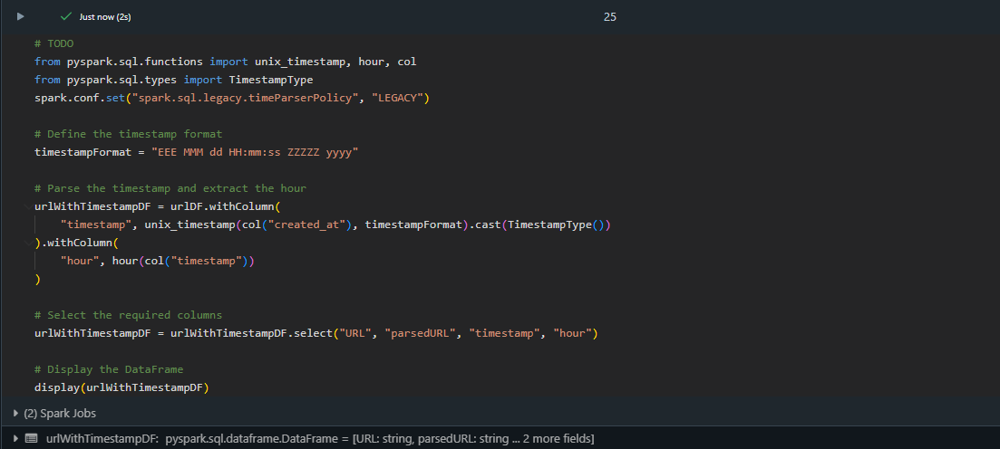 Just now (2s)
25
# TODO
from pyspark.sql.functions import unix_timestamp, hour, col
from pyspark.sql.types import TimestampType
spark.conf.set("spark.sql.legacy.timeParserPolicy", "LEGACY")
# Define the timestamp format
timestampFormat = "EEE MMM dd HH:mm:ss ZZZZZ yyyy"
# Parse the timestamp and extract the hour
urlWithTimestampDF = urlDF.withColumn(
    "timestamp", unix_timestamp(col("created_at"), timestampFormat).cast(TimestampType())
).withColumn(
    "hour", hour(col("timestamp"))
)
# Select the required columns
urlWithTimestampDF = urlWithTimestampDF.select("URL", "parsedURL", "timestamp", "hour")
# Display the DataFrame
display(urlWithTimestampDF)
(2) Spark Jobs
urlWithTimestampDF: pyspark.sql.dataframe.DataFrame = [URL: string, parsedURL: string ... 2 more fields]